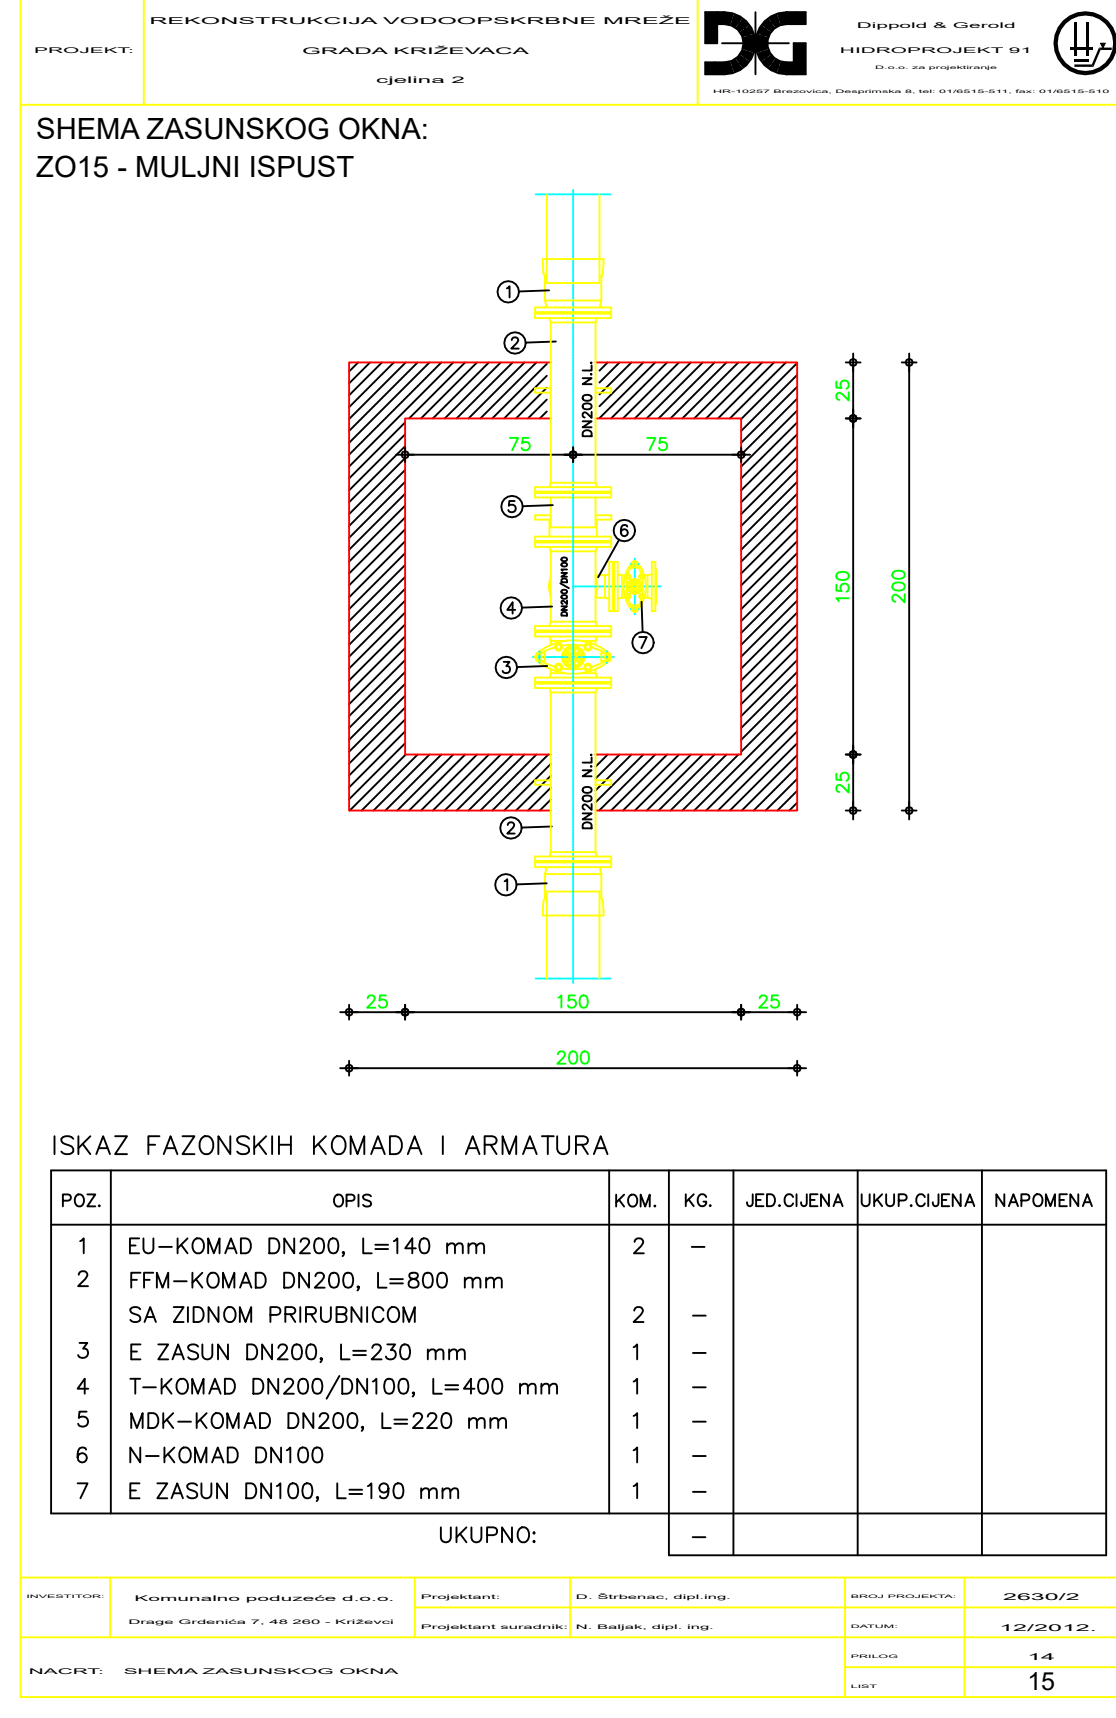 PROJEKT:
REKONSTRUKCIJA VODOOPSKRBNE MREŽE
GRADA KRIŽEVACA
cjelina 2
DG
Dippold & Gerold
HIDROPROJEKT 91
D.o.o. za projektiranje
HR-10257 Brezovica, Desprimska 8, tel: 01/6515-511, fax: 01/6515-510
SHEMA ZASUNSKOG OKNA:
ZO15 - MULJNI ISPUST
1
2
DN200 N.L.
25
75
75
5
6
DN200/DN100
150
200
4
7
3
DN200 N.L.
25
2
1
25
150
25
200
ISKAZ FAZONSKIH KOMADA I ARMATURA
POZ. OPIS KOM. KG. JED.CIJENA UKUP.CIJENA NAPOMENA
1 EU-KOMAD DN200, L=140 mm 2 -
2 FFM-KOMAD DN200, L=800 mm
SA ZIDNOM PRIRUBNICOM 2 -
3 E ZASUN DN200, L=230 mm 1 -
4 T-KOMAD DN200/DN100, L=400 mm 1 -
5 MDK-KOMAD DN200, L=220 mm 1 -
6 N-KOMAD DN100 1 -
7 E ZASUN DN100, L=190 mm 1 -
UKUPNO: -
INVESTITOR: Komunalno poduzeće d.o.o. Projektant: D. Štrbenac, dipl.ing. BROJ PROJEKTA: 2630/2
Drage Grdenića 7, 48 260 - Križevci Projektant suradnik: N. Baljak, dipl. ing. DATUM: 12/2012.
NACRT: SHEMA ZASUNSKOG OKNA
PRILOG 14
LIST 15